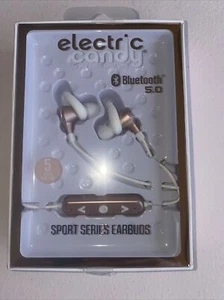 electric
candy
Bluetooth®
5.0
SPORT SERIES EARBUDS